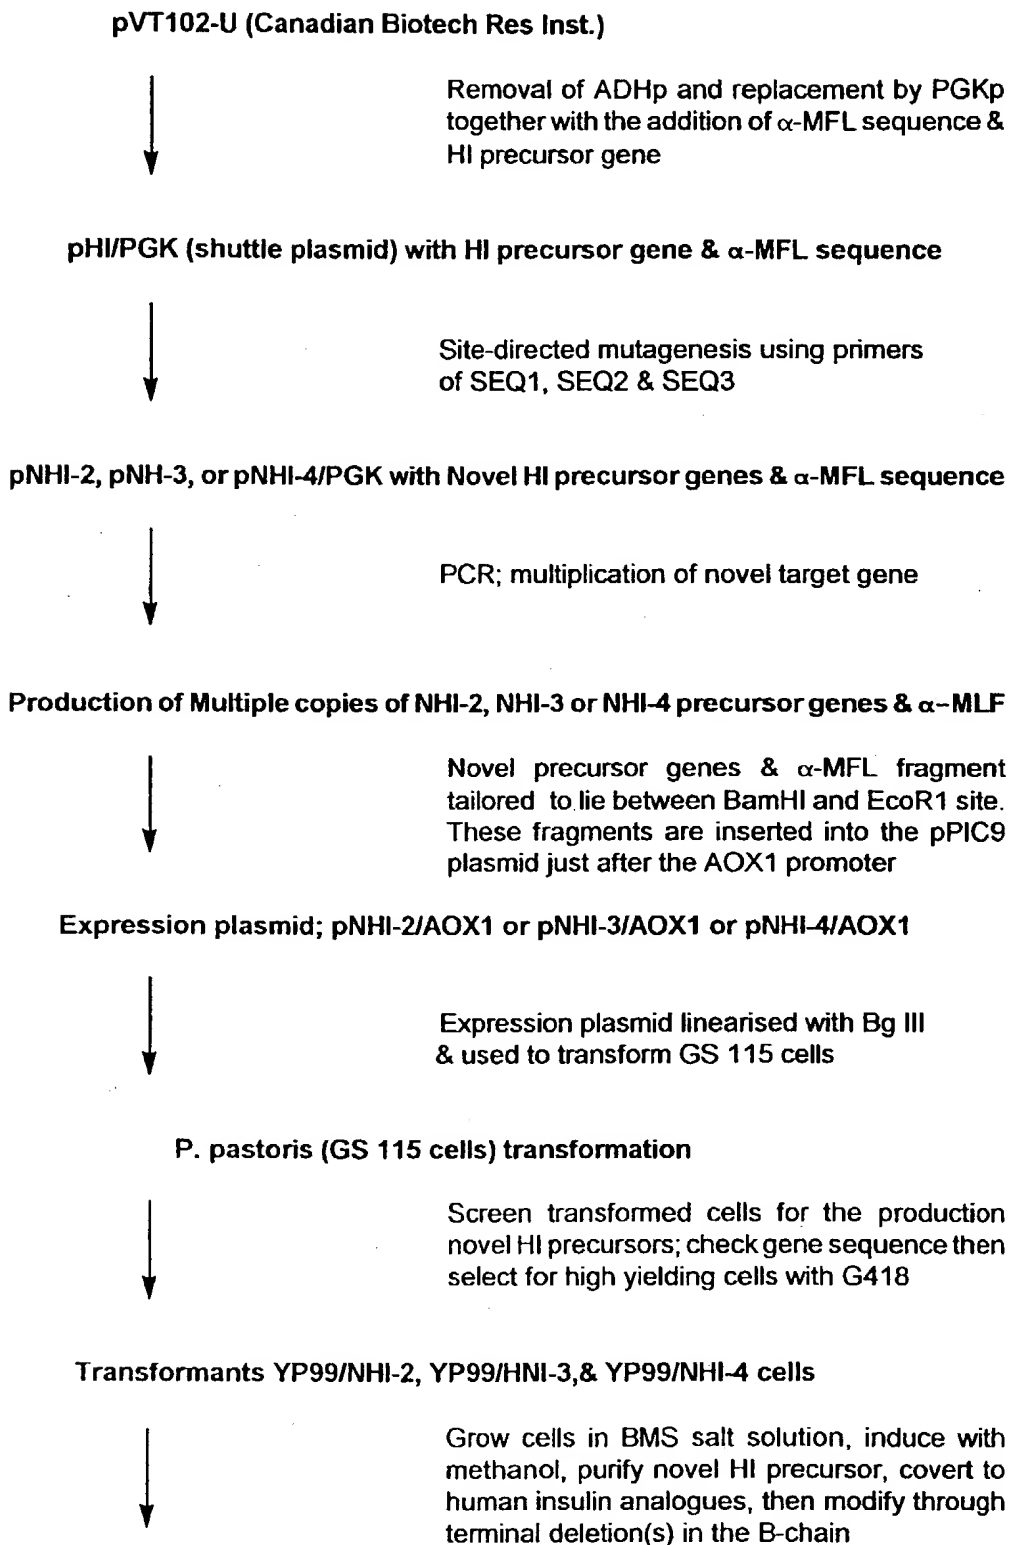 pVT102-U (Canadian Biotech Res Inst.)
Removal of ADHp and replacement by PGKp
together with the addition of α-MFL sequence &
HI precursor gene
pHI/PGK (shuttle plasmid) with HI precursor gene & α-MFL sequence
Site-directed mutagenesis using primers
of SEQ1, SEQ2 & SEQ3
pNHI-2, pNH-3, or pNHI-4/PGK with Novel HI precursor genes & α-MFL sequence
PCR; multiplication of novel target gene
Production of Multiple copies of NHI-2, NHI-3 or NHI-4 precursor genes & α-MLF
Novel precursor genes & α-MFL fragment
tailored to lie between BamHI and EcoR1 site.
These fragments are inserted into the pPIC9
plasmid just after the AOX1 promoter
Expression plasmid; pNHI-2/AOX1 or pNHI-3/AOX1 or pNHI-4/AOX1
Expression plasmid linearised with Bg III
& used to transform GS 115 cells
P. pastoris (GS 115 cells) transformation
Screen transformed cells for the production
novel HI precursors; check gene sequence then
select for high yielding cells with G418
Transformants YP99/NHI-2, YP99/HNI-3,& YP99/NHI-4 cells
Grow cells in BMS salt solution, induce with
methanol, purify novel HI precursor, covert to
human insulin analogues, then modify through
terminal deletion(s) in the B-chain